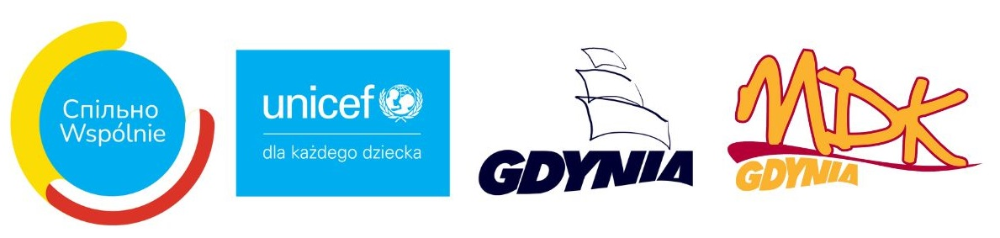 Спільно
Wspólnie
unicef
dla każdego dziecka
GDYNIA
MDK
GDYNIA